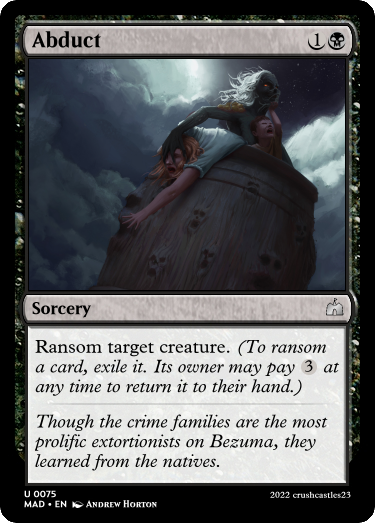 Abduct 1
Sorcery
Ransom target creature. (To ransom
a card, exile it. Its owner may pay 3 at
any time to return it to their hand.)
Though the crime families are the most
prolific extortionists on Bezuma, they
learned from the natives.
U 0075
MAD • EN Andrew Horton
2022 crushcastles23